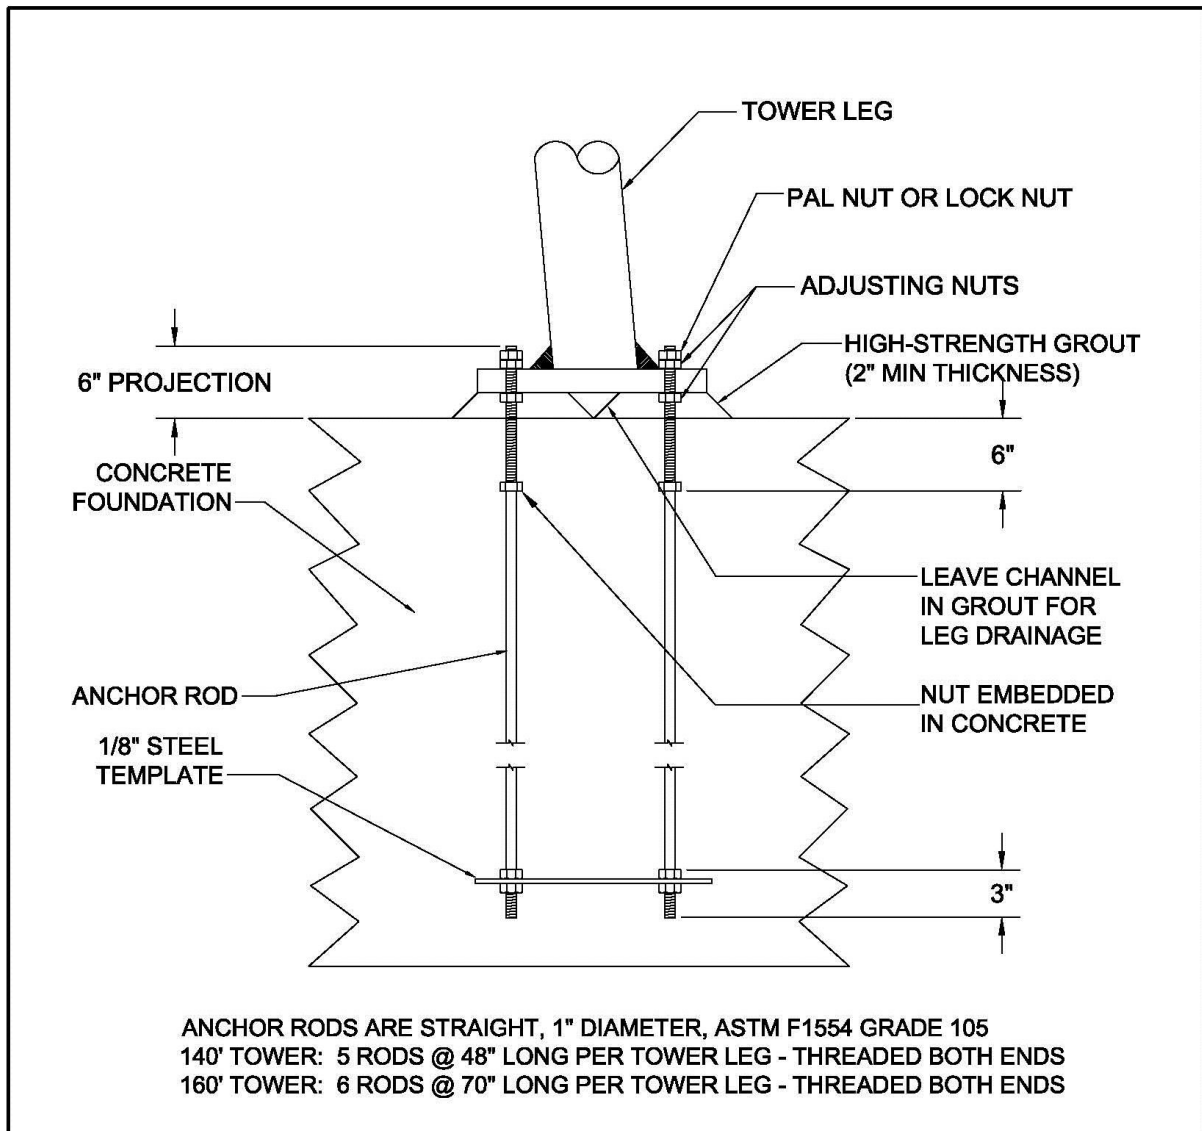 TOWER LEG
PAL NUT OR LOCK NUT
ADJUSTING NUTS
HIGH-STRENGTH GROUT
(2" MIN THICKNESS)
6" PROJECTION
6"
CONCRETE
FOUNDATION
LEAVE CHANNEL
IN GROUT FOR
LEG DRAINAGE
ANCHOR ROD
NUT EMBEDDED
IN CONCRETE
1/8" STEEL
TEMPLATE
3"
ANCHOR RODS ARE STRAIGHT, 1" DIAMETER, ASTM F1554 GRADE 105
140' TOWER: 5 RODS @ 48" LONG PER TOWER LEG - THREADED BOTH ENDS
160' TOWER: 6 RODS @ 70" LONG PER TOWER LEG - THREADED BOTH ENDS